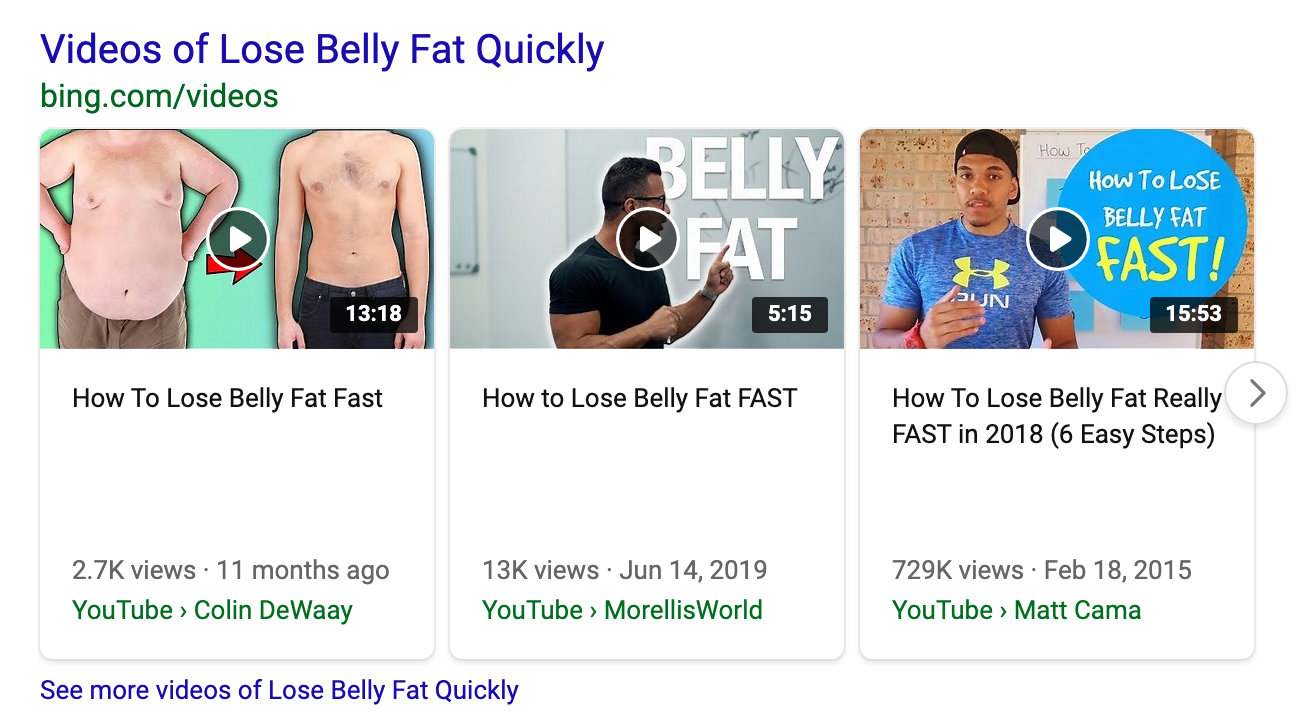 Videos of Lose Belly Fat Quickly
bing.com/videos
13:18
BELLY
FAT
5:15
How To
HOW TO LOSE
BELLY FAT
FAST!
RUN
15:53
How To Lose Belly Fat Fast
2.7K views · 11 months ago
YouTube › Colin DeWaay
How to Lose Belly Fat FAST
13K views · Jun 14, 2019
YouTube › MorellisWorld
How To Lose Belly Fat Really
FAST in 2018 (6 Easy Steps)
729K views · Feb 18, 2015
YouTube › Matt Cama
See more videos of Lose Belly Fat Quickly